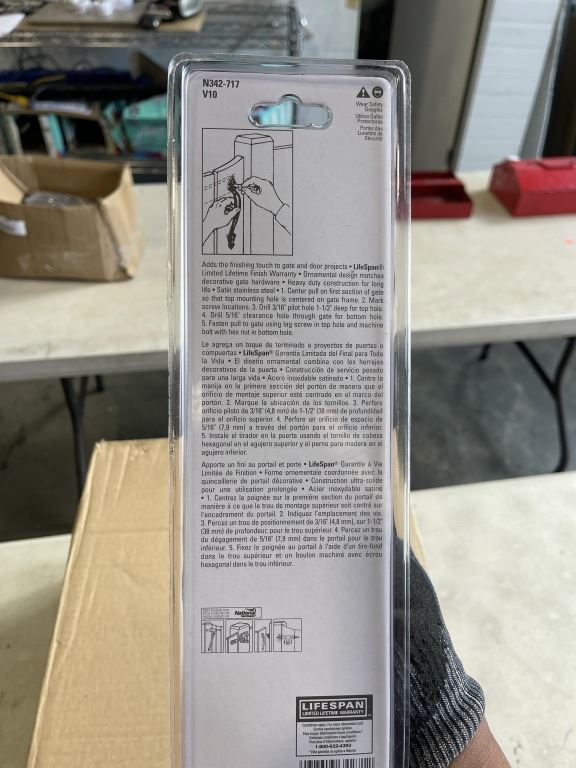 N342-717
V10
Wear Safety
Goggles
Utilice Gafas
Protectoras
Portez des
Lunettes de
Sécurité
Adds the finishing touch to gate and door projects • LifeSpan®
Limited Lifetime Finish Warranty • Ornamental design matches
decorative gate hardware • Heavy duty construction for long
life • Satin stainless steel • 1. Center pull on first section of gate
so that top mounting hole is centered on gate frame. 2. Mark
screw locations. 3. Drill 3/16" pilot hole 1-1/2" deep for top hole.
4. Drill 5/16" clearance hole through gate for bottom hole.
5. Fasten pull to gate using lag screw in top hole and machine
bolt with hex nut in bottom hole.
Le agrega un toque de terminado a proyectos de puertas o
compuertas • LifeSpan® Garantía Limitada del Final para Toda
la Vida • El diseño ornamental combina con los herrajes
decorativos de la puerta • Construcción de servicio pesado
para una larga vida • Acero inoxidable satinado • 1. Centre la
manija en la primera sección del portón de manera que el
orificio de montaje superior esté centrado en el marco del
portón. 2. Marque la ubicación de los tornillos. 3. Perfore
orificio piloto de 3/16" (4,8 mm) de 1-1/2" (38 mm) de profundidad
para el orificio superior. 4. Perfore un orificio de espacio de
5/16" (7,9 mm) a través del portón para el orificio inferior.
5. Instale el tirador en la puerta usando el tornillo de cabeza
hexagonal en el agujero superior y el perno para madera en el
agujero inferior.
Apporte un fini au portail et porte • LifeSpan® Garantie à Vie
Limitée de Finition • Forme ornementale coordonnée avec la
quincaillerie de portail décorative • Construction ultra-solide
pour une utilisation prolongée • Acier inoxydable satiné
• 1. Centrez la poignée sur la première section du portail de
manière à ce que le trou de montage supérieur soit centré sur
l'encadrement du portail. 2. Indiquez l'emplacement des vis.
3. Percez un trou de positionnement de 3/16" (4,8 mm), sur 1-1/2"
(38 mm) de profondeur, pour le trou supérieur. 4. Percez un trou
de dégagement de 5/16" (7,9 mm) dans le portail pour le trou
inférieur. 5. Fixez la poignée au portail à l'aide d'un tire-fond
dans le trou supérieur et un boulon machiné avec écrou
hexagonal dans le trou inférieur.
National
LIFESPAN
LIMITED LIFETIME WARRANTY
1-800-622-4393